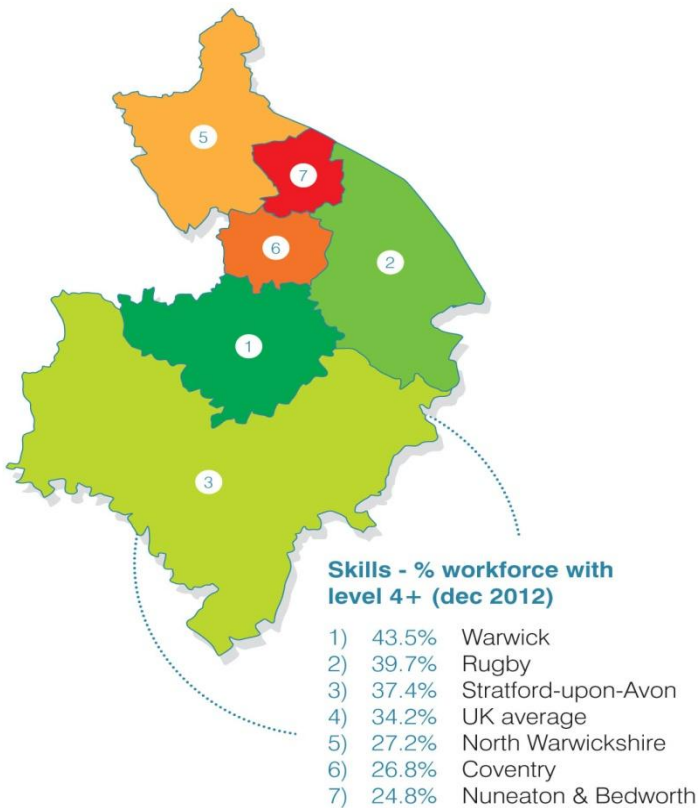 5
7
6
2
1
3
Skills - % workforce with
level 4+ (dec 2012)
1) 43.5% Warwick
2) 39.7% Rugby
3) 37.4% Stratford-upon-Avon
4) 34.2% UK average
5) 27.2% North Warwickshire
6) 26.8% Coventry
7) 24.8% Nuneaton & Bedworth